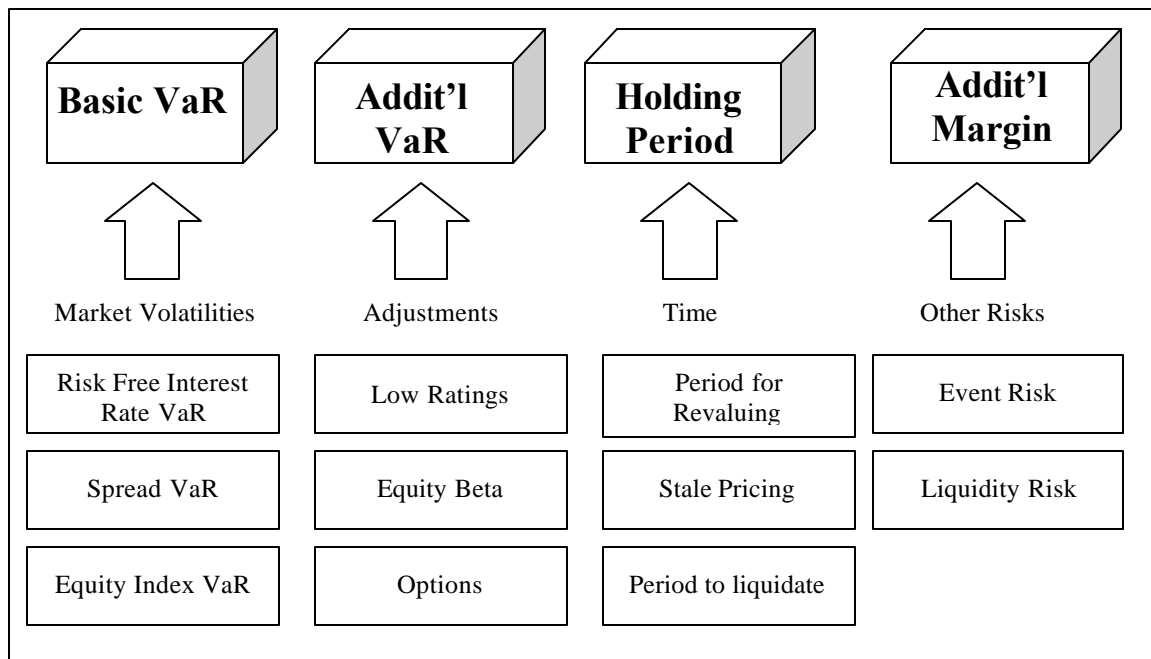 Basic VaR
Addit'l
VaR
Holding
Period
Addit'l
Margin
Market Volatilities
Adjustments
Time
Other Risks
Risk Free Interest
Rate VaR
Low Ratings
Period for
Revaluing
Event Risk
Spread VaR
Equity Beta
Stale Pricing
Liquidity Risk
Equity Index VaR
Options
Period to liquidate